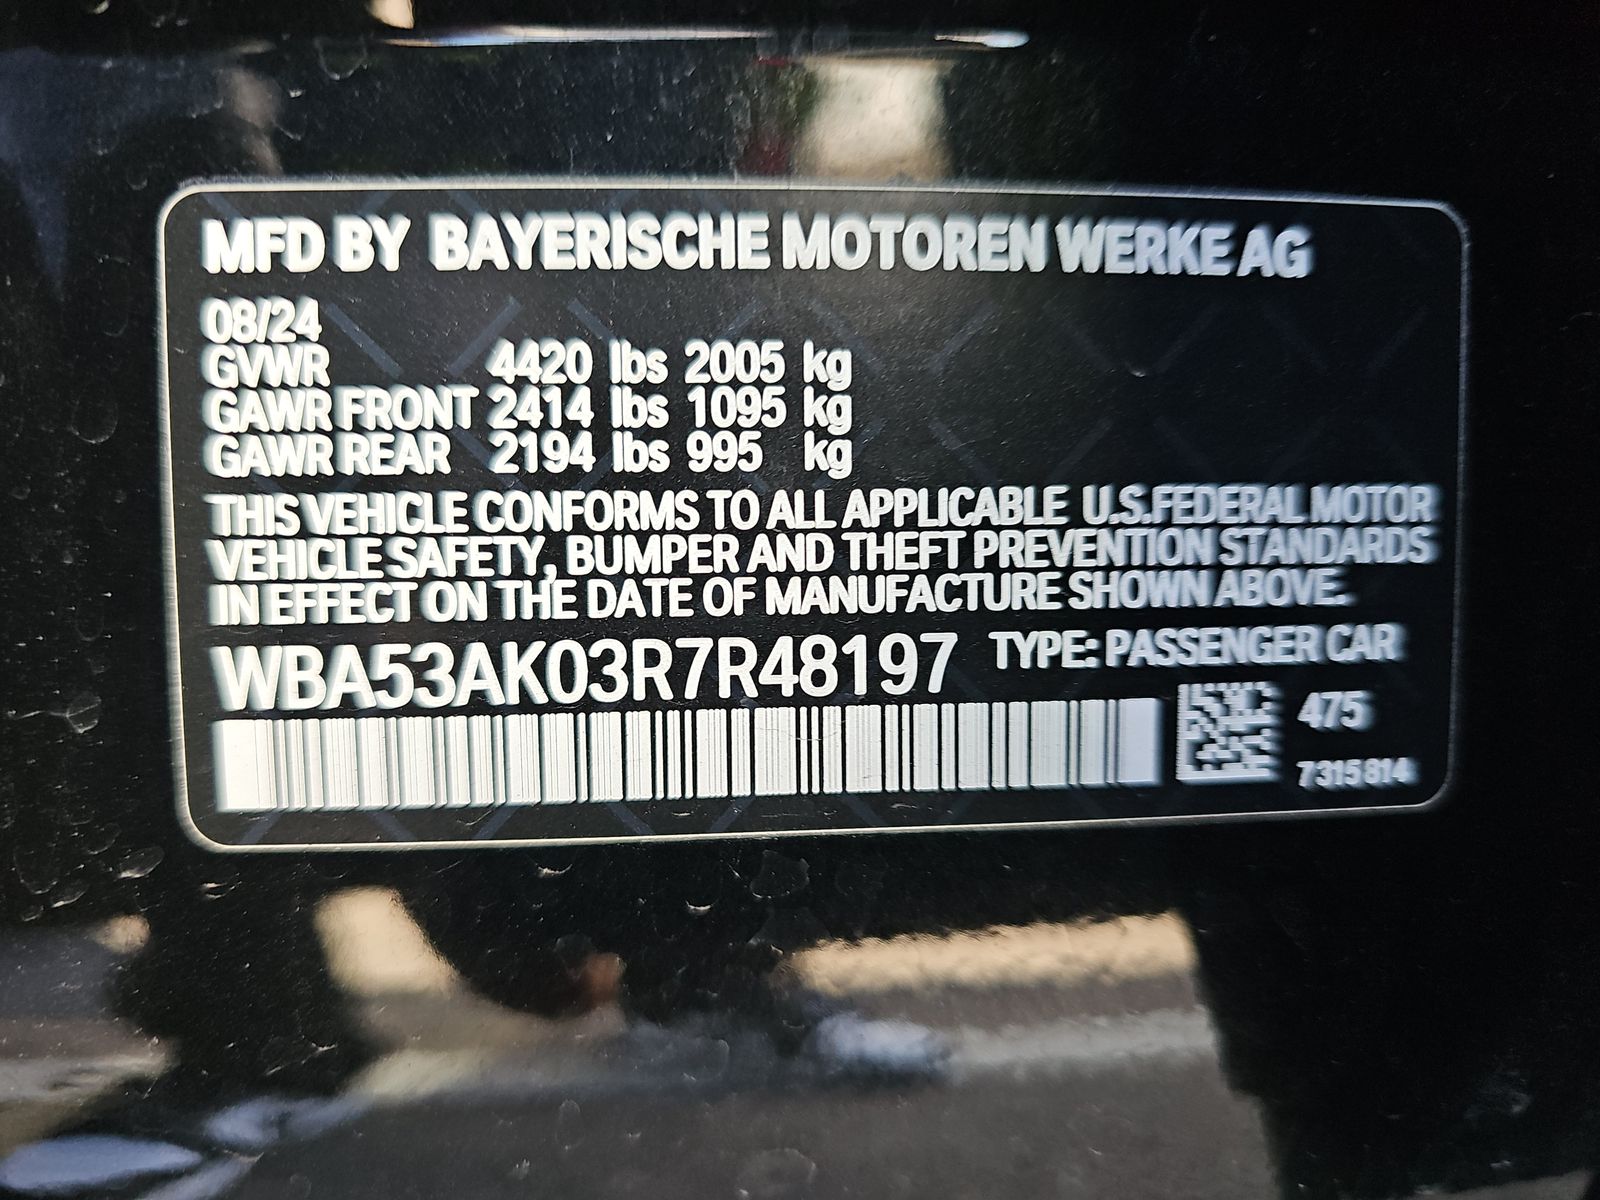 MFD BY BAYERISCHE MOTOREN WERKE AG
08/24
GVWR 4420 lbs 2005 kg
GAWR FRONT 2414 lbs 1095 kg
GAWR REAR 2194 lbs 995 kg
THIS VEHICLE CONFORMS TO ALL APPLICABLE U.S.FEDERAL MOTOR
VEHICLE SAFETY, BUMPER AND THEFT PREVENTION STANDARDS
IN EFFECT ON THE DATE OF MANUFACTURE SHOWN ABOVE.
WBA53AK03R7R48197 TYPE: PASSENGER CAR
475
7315814